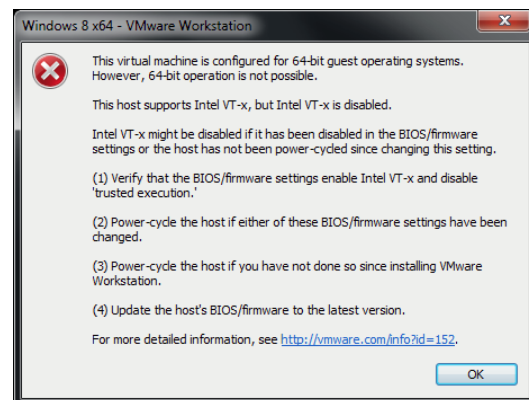 Windows 8 x64 - VMware Workstation
This virtual machine is configured for 64-bit guest operating systems.
However, 64-bit operation is not possible.
This host supports Intel VT-x, but Intel VT-x is disabled.
Intel VT-x might be disabled if it has been disabled in the BIOS/firmware
settings or the host has not been power-cycled since changing this setting.
(1) Verify that the BIOS/firmware settings enable Intel VT-x and disable
'trusted execution.'
(2) Power-cycle the host if either of these BIOS/firmware settings have been
changed.
(3) Power-cycle the host if you have not done so since installing VMware
Workstation.
(4) Update the host's BIOS/firmware to the latest version.
For more detailed information, see http://vmware.com/info?id=152.
OK